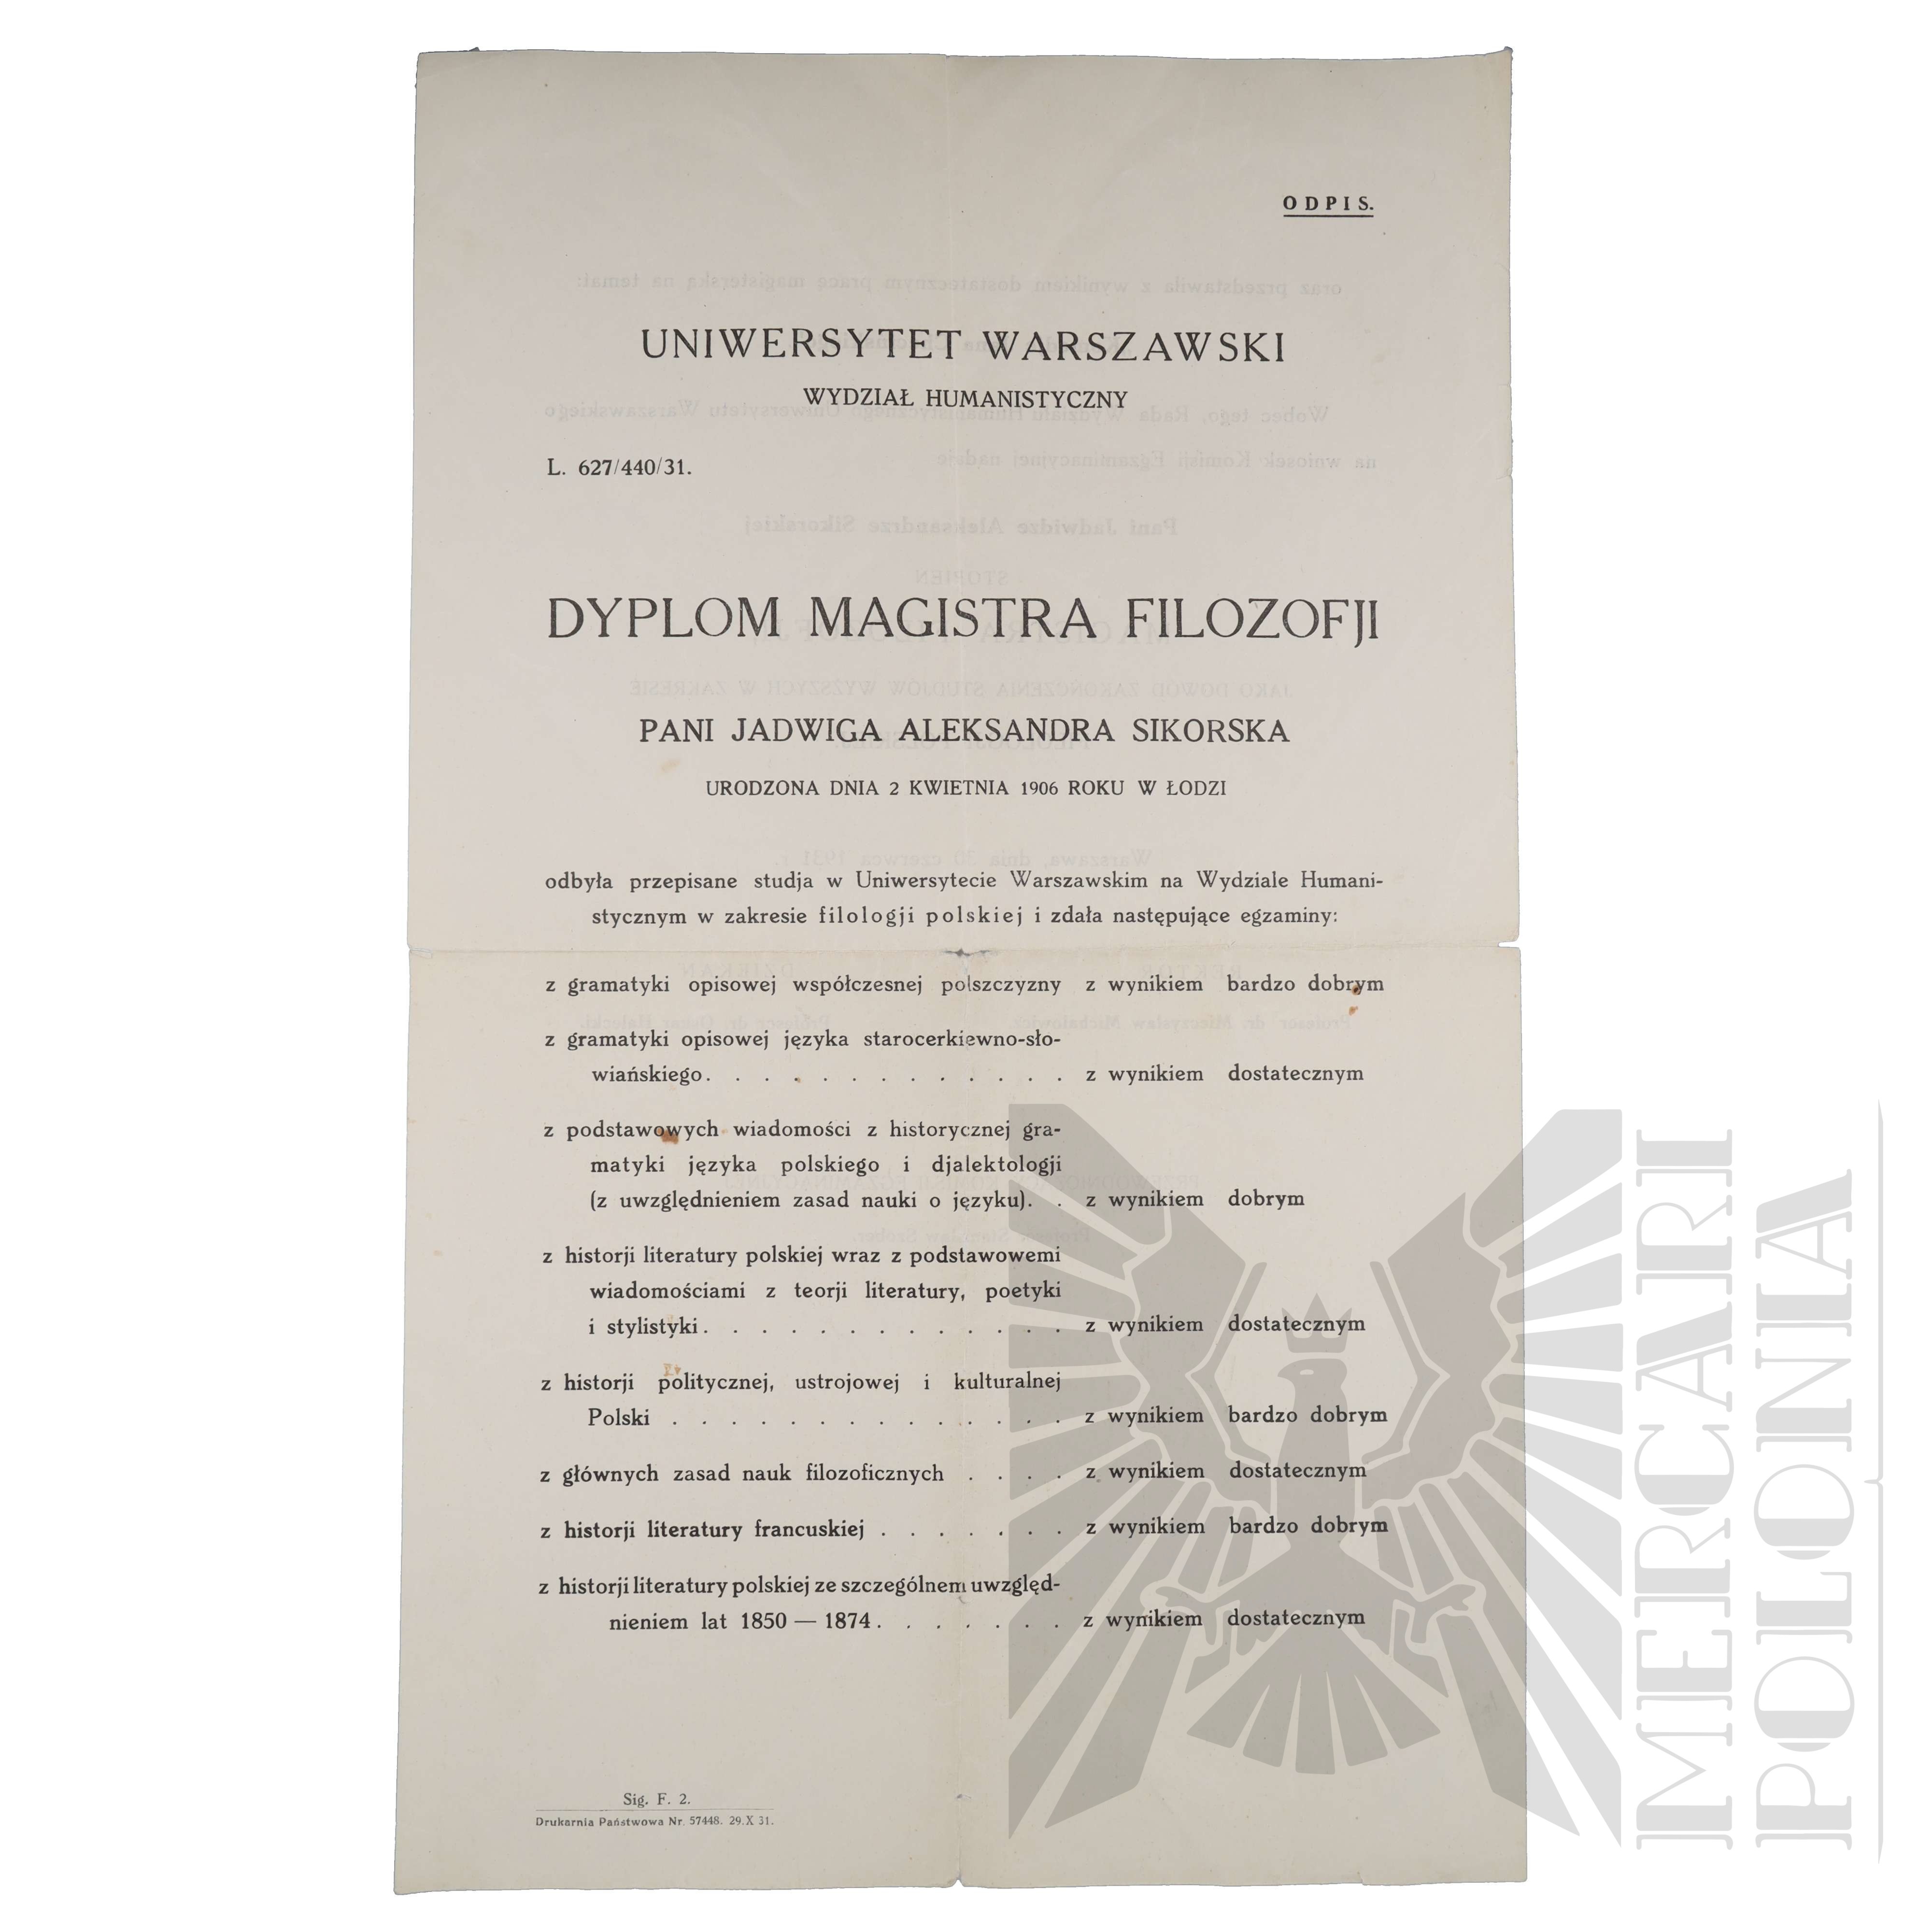 ODPIS.
UNIWERSYTET WARSZAWSKI
WYDZIAŁ HUMANISTYCZNY
L. 627/440/31.
DYPLOM MAGISTRA FILOZOFJI
PANI JADWIGA ALEKSANDRA SIKORSKA
URODZONA DNIA 2 KWIETNIA 1906 ROKU W ŁODZI
odbyła przepisane studja w Uniwersytecie Warszawskim na Wydziale Humani-
stycznym w zakresie filologji polskiej i zdała następujące egzaminy:
z gramatyki opisowej współczesnej polszczyzny z wynikiem bardzo dobrym
z gramatyki opisowej języka starocerkiewno-sło-
wiańskiego. . . . . . . . . . . . . z wynikiem dostatecznym
z podstawowych wiadomości z historycznej gra-
matyki języka polskiego i djalektologji
(z uwzględnieniem zasad nauki o języku). . z wynikiem dobrym
z historji literatury polskiej wraz z podstawowemi
wiadomościami z teorji literatury, poetyki
i stylistyki. . . . . . . . . . . . . z wynikiem dostatecznym
z historji politycznej, ustrojowej i kulturalnej
Polski . . . . . . . . . . . . . . z wynikiem bardzo dobrym
z głównych zasad nauk filozoficznych . . . . z wynikiem dostatecznym
z historji literatury francuskiej . . . . . . . z wynikiem bardzo dobrym
z historji literatury polskiej ze szczególnem uwzględ-
nieniem lat 1850 — 1874. . . . . . . z wynikiem dostatecznym
Sig. F. 2.
Drukarnia Państwowa Nr. 57448. 29.X 31.
MERCARI
POLONIA